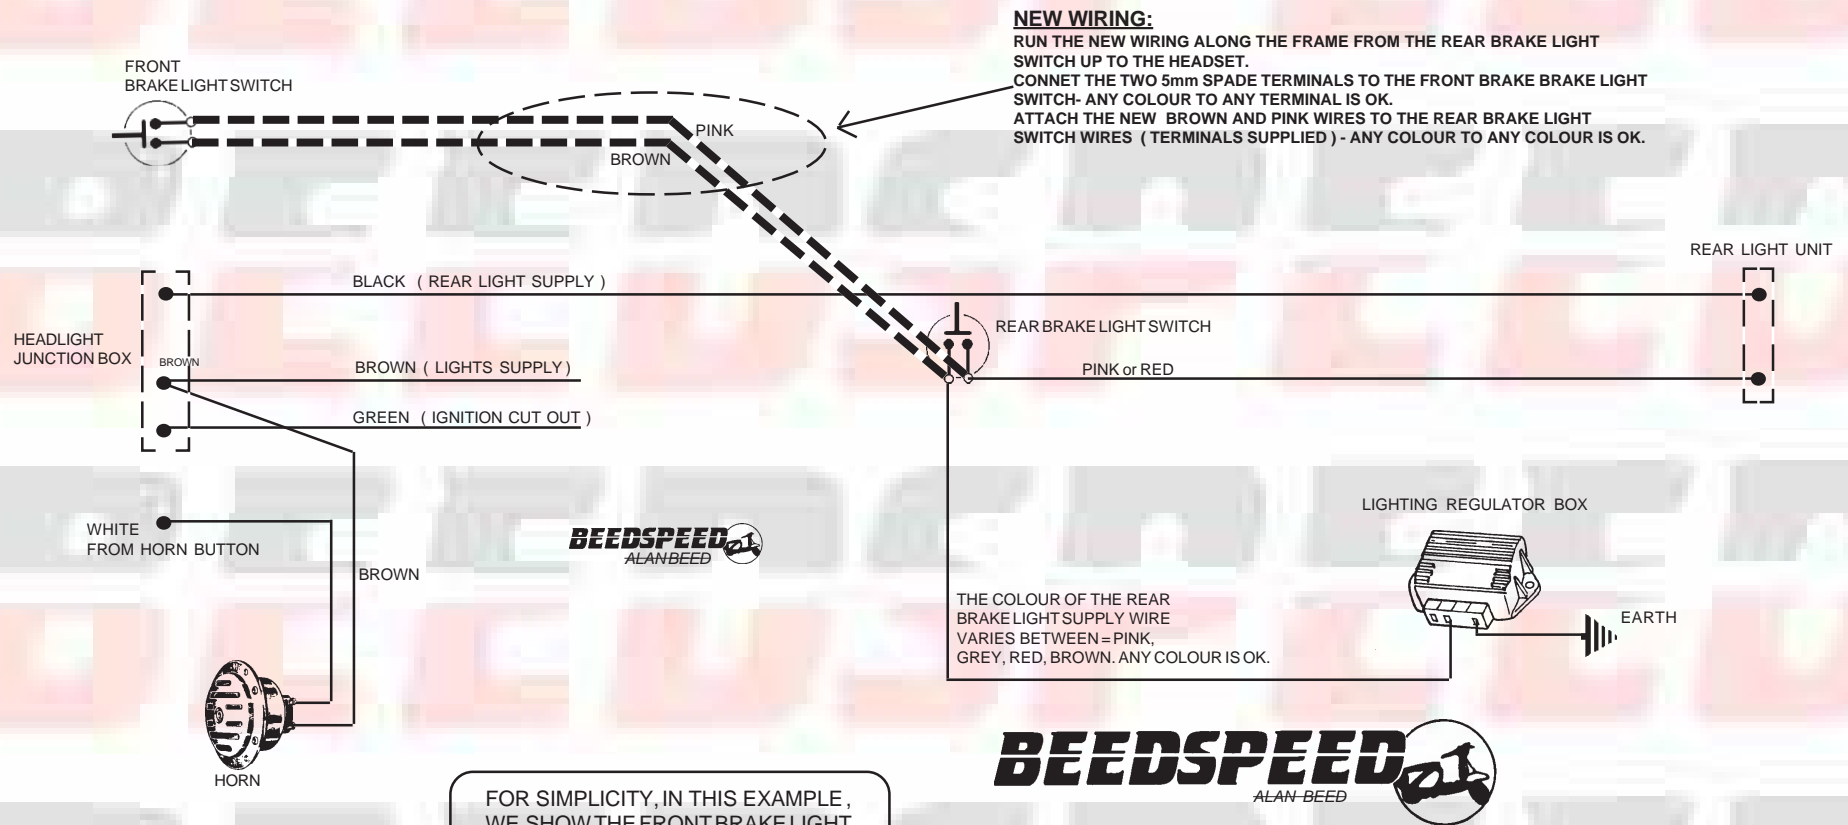 NEW WIRING:
RUN THE NEW WIRING ALONG THE FRAME FROM THE REAR BRAKE LIGHT
SWITCH UP TO THE HEADSET.
CONNET THE TWO 5mm SPADE TERMINALS TO THE FRONT BRAKE BRAKE LIGHT
SWITCH- ANY COLOUR TO ANY TERMINAL IS OK.
ATTACH THE NEW BROWN AND PINK WIRES TO THE REAR BRAKE LIGHT
SWITCH WIRES ( TERMINALS SUPPLIED ) - ANY COLOUR TO ANY COLOUR IS OK.
FRONT
BRAKE LIGHT SWITCH
PINK
BROWN
REAR LIGHT UNIT
BLACK ( REAR LIGHT SUPPLY )
REAR BRAKE LIGHT SWITCH
HEADLIGHT
JUNCTION BOX
BROWN
BROWN ( LIGHTS SUPPLY )
PINK or RED
GREEN ( IGNITION CUT OUT )
LIGHTING REGULATOR BOX
WHITE
FROM HORN BUTTON
BEEDSPEED
ALAN BEED
BROWN
THE COLOUR OF THE REAR
BRAKE LIGHT SUPPLY WIRE
VARIES BETWEEN = PINK,
GREY, RED, BROWN. ANY COLOUR IS OK.
EARTH
HORN
BEEDSPEED
ALAN BEED
FOR SIMPLICITY, IN THIS EXAMPLE,
WE SHOW THE FRONT BRAKE LIGHT